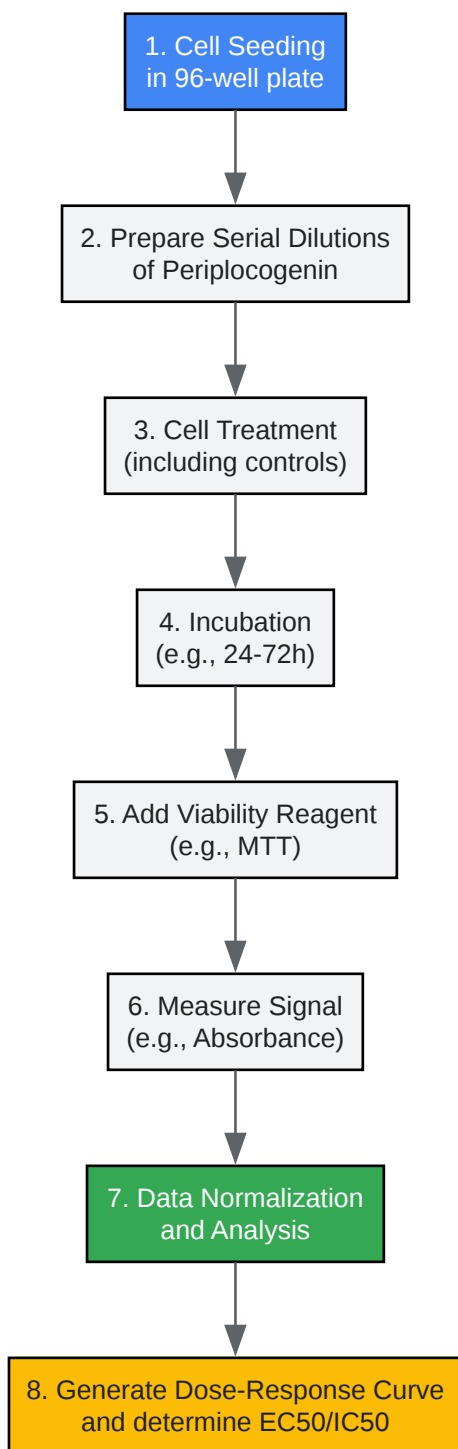 1. Cell Seeding
in 96-well plate
2. Prepare Serial Dilutions
of Periplocogenin
3. Cell Treatment
(including controls)
4. Incubation
(e.g., 24-72h)
5. Add Viability Reagent
(e.g., MTT)
6. Measure Signal
(e.g., Absorbance)
7. Data Normalization
and Analysis
8. Generate Dose-Response Curve
and determine EC50/IC50